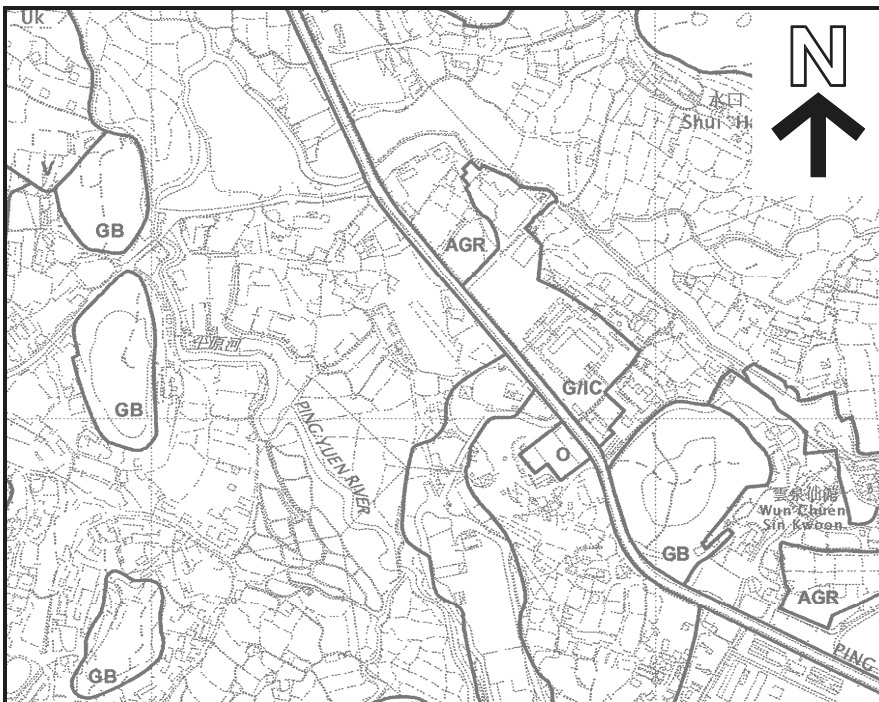 Uk
N
水口
Shui Ha
V
GB
AGR
平原河
G/IC
GB
PING YUEN RIVER
O
雲泉仙館
Wun Chuen
Sin Kwoon
GB
AGR
GB
PING